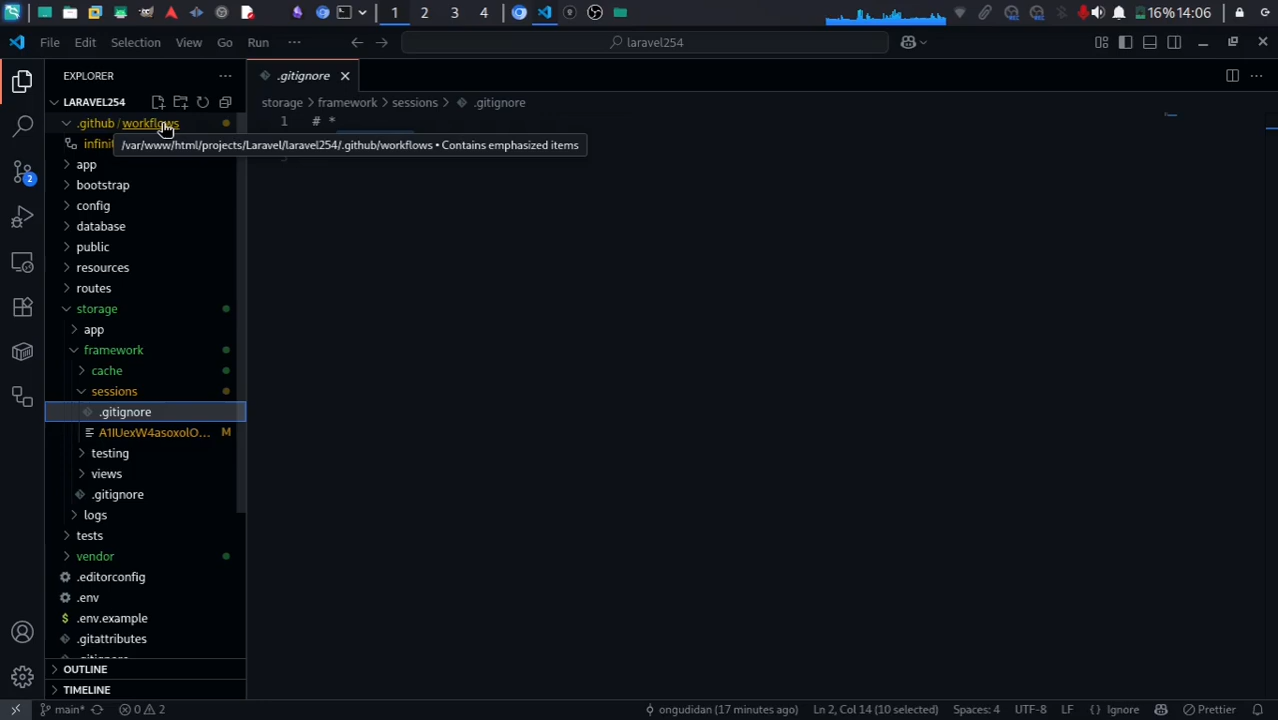 1 2 3 4
16% 14:06
File Edit Selection View Go Run ···
laravel254
EXPLORER
.gitignore
LARAVEL254
storage > framework > sessions > .gitignore
.github / workflows
1 # *
infinit
/var/www/html/projects/Laravel/laravel254/.github/workflows • Contains emphasized items
app
bootstrap
config
database
public
resources
routes
storage
app
framework
cache
sessions
.gitignore
A1IUexW4asoxolO... M
testing
views
.gitignore
logs
tests
vendor
.editorconfig
.env
$ .env.example
.gitattributes
OUTLINE
TIMELINE
2
main* 0 2 ongudidan (17 minutes ago) Ln 2, Col 14 (10 selected) Spaces: 4 UTF-8 LF {} Ignore Prettier